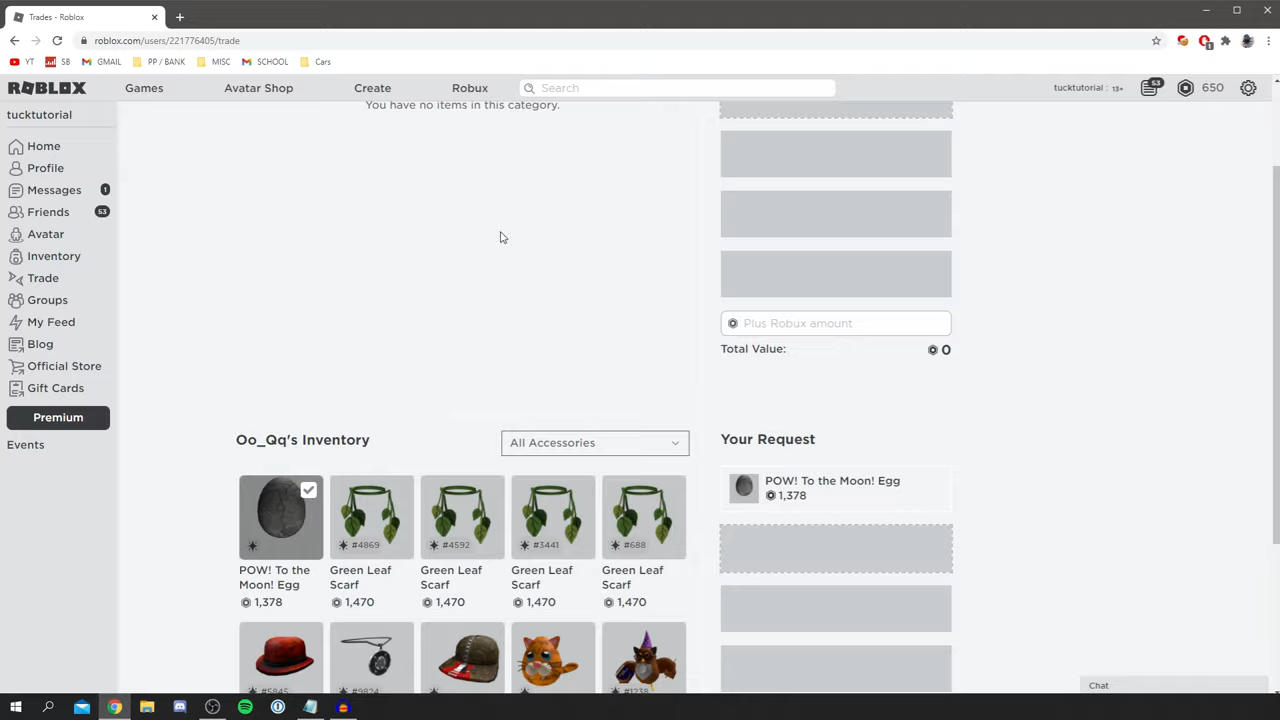 Trades - Roblox
roblox.com/users/221776405/trade
YT
SB
GMAIL
PP / BANK
MISC
SCHOOL
Cars
1
ROBLOX
Games
Avatar Shop
Create
Robux
Search
tucktutorial : 13+
53
650
tucktutorial
Home
Profile
Messages
1
Friends
53
Avatar
Inventory
Trade
Groups
My Feed
Blog
Official Store
Gift Cards
Premium
Events
You have no items in this category.
Plus Robux amount
Total Value:
0
Oo_Qq's Inventory
All Accessories
Your Request
POW! To the Moon! Egg
1,378
#4869
#4592
#3441
#688
POW! To the
Moon! Egg
1,378
Green Leaf
Scarf
1,470
Green Leaf
Scarf
1,470
Green Leaf
Scarf
1,470
Green Leaf
Scarf
1,470
#5845
#9824
#1238
Chat